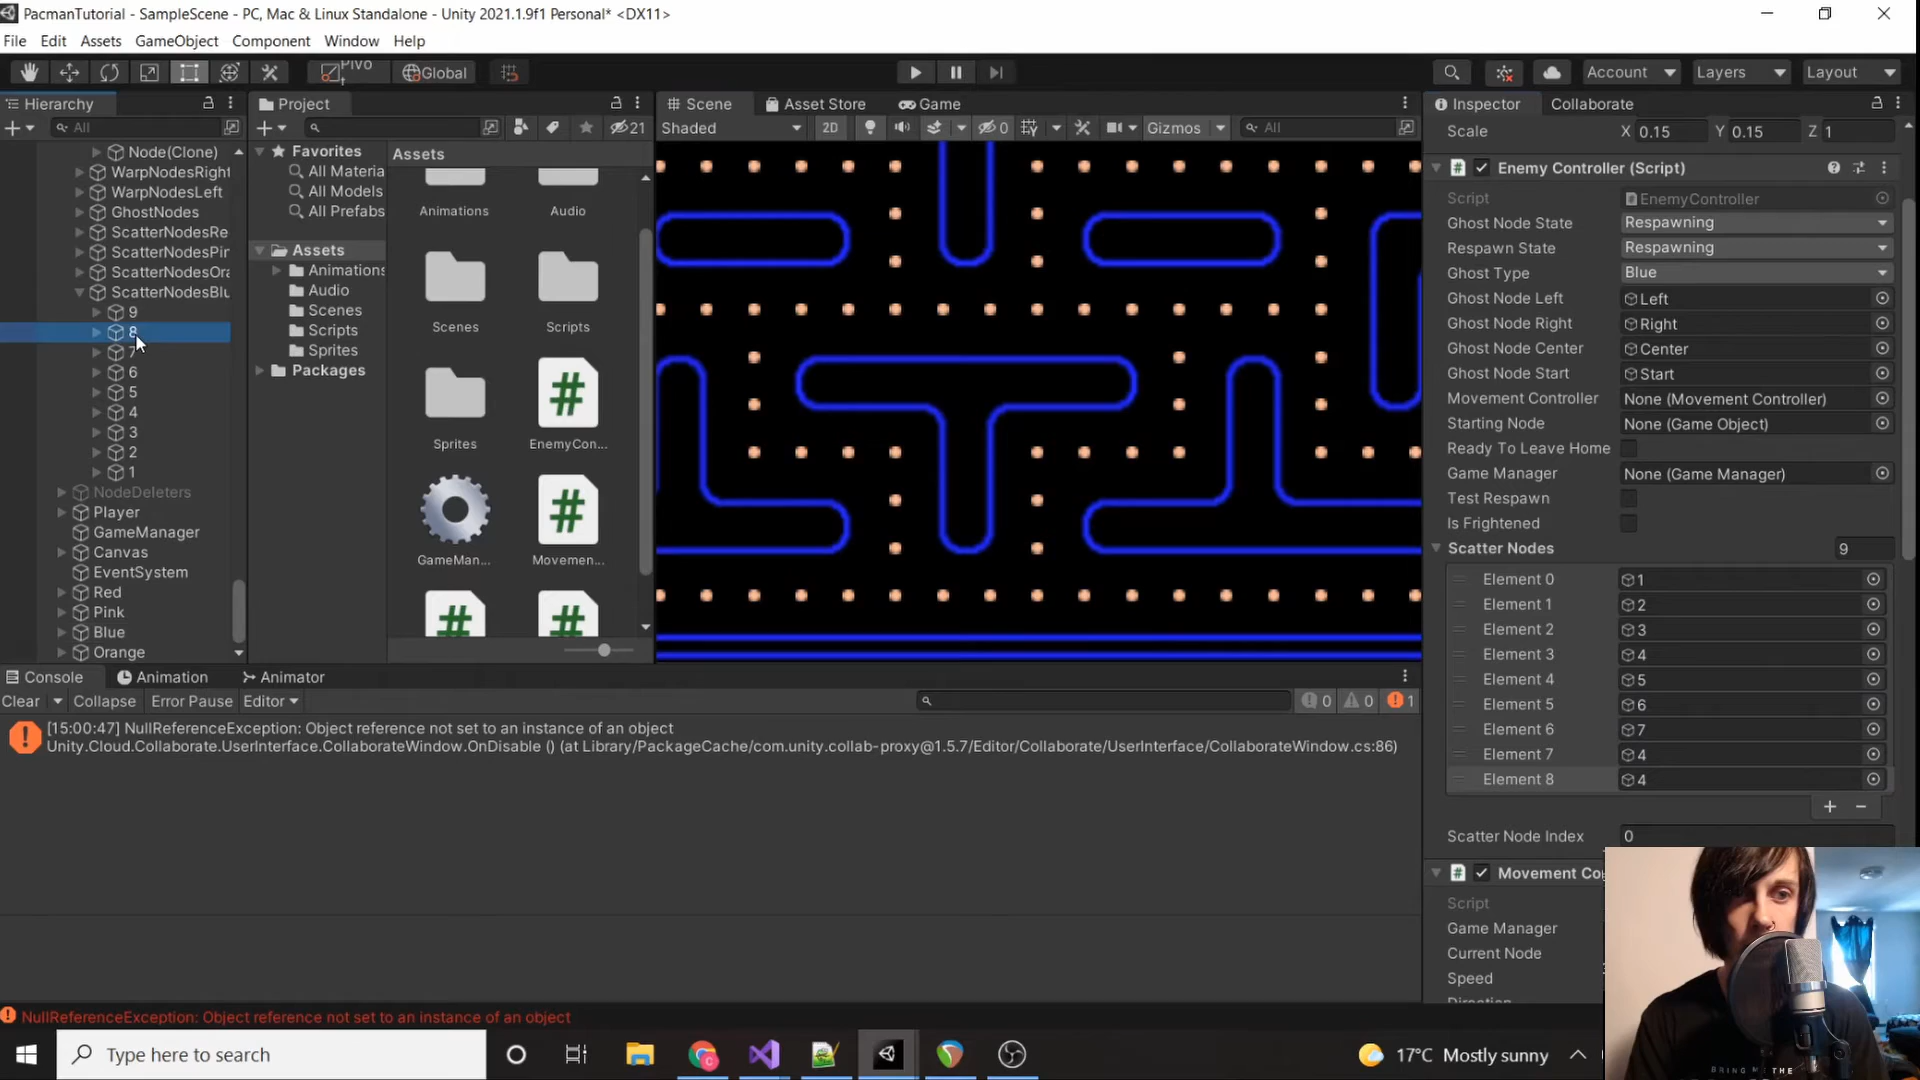 PacmanTutorial - SampleScene - PC, Mac & Linux Standalone - Unity 2021.1.9f1 Personal* <DX11>
File Edit Assets GameObject Component Window Help
Global
Account Layers Layout
Hierarchy
All
Node(Clone)
WarpNodesRight
WarpNodesLeft
GhostNodes
ScatterNodesRe
ScatterNodesPin
ScatterNodesOra
ScatterNodesBlu
9
8
7
6
5
4
3
2
1
NodeDeleters
Player
GameManager
Canvas
EventSystem
Red
Pink
Blue
Orange
Project
21
Favorites
All Materia
All Models
All Prefabs
Assets
Animations
Audio
Scenes
Scripts
Sprites
Packages
Assets
Animations
Audio
Scenes
Scripts
Sprites
EnemyCon...
GameMan...
Movemen...
Scene Asset Store Game
Shaded 2D 0 Gizmos All
Inspector Collaborate
Scale X 0.15 Y 0.15 Z 1
Enemy Controller (Script)
Script EnemyController
Ghost Node State Respawning
Respawn State Respawning
Ghost Type Blue
Ghost Node Left Left
Ghost Node Right Right
Ghost Node Center Center
Ghost Node Start Start
Movement Controller None (Movement Controller)
Starting Node None (Game Object)
Ready To Leave Home
Game Manager None (Game Manager)
Test Respawn
Is Frightened
Scatter Nodes 9
Element 0 1
Element 1 2
Element 2 3
Element 3 4
Element 4 5
Element 5 6
Element 6 7
Element 7 4
Element 8 4
Scatter Node Index 0
Movement Co
Script
Game Manager
Current Node
Speed
Console Animation Animator
Clear Collapse Error Pause Editor 0 0 1
[15:00:47] NullReferenceException: Object reference not set to an instance of an object
Unity.Cloud.Collaborate.UserInterface.CollaborateWindow.OnDisable () (at Library/PackageCache/com.unity.collab-proxy@1.5.7/Editor/Collaborate/UserInterface/CollaborateWindow.cs:86)
NullReferenceException: Object reference not set to an instance of an object
Type here to search
17°C Mostly sunny
BRING ME THE